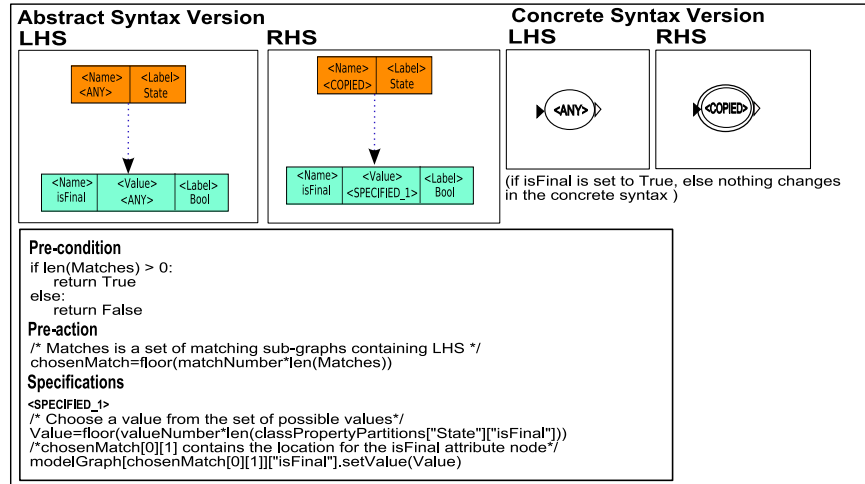 Abstract Syntax Version
Concrete Syntax Version
LHS
RHS
LHS
RHS
<Name> <Label>
<ANY> State
<Name> <Value> <Label>
isFinal <ANY> Bool
<Name> <Label>
<COPIED> State
<Name> <Value> <Label>
isFinal <SPECIFIED_1> Bool
<ANY>
<COPIED>
(if isFinal is set to True, else nothing changes
in the concrete syntax )
Pre-condition
if len(Matches) > 0:
return True
else:
return False
Pre-action
/* Matches is a set of matching sub-graphs containing LHS */
chosenMatch=floor(matchNumber*len(Matches))
Specifications
<SPECIFIED_1>
/* Choose a value from the set of possible values*/
Value=floor(valueNumber*len(classPropertyPartitions["State"]["isFinal"]))
/*chosenMatch[0][1] contains the location for the isFinal attribute node*/
modelGraph[chosenMatch[0][1]]["isFinal"].setValue(Value)